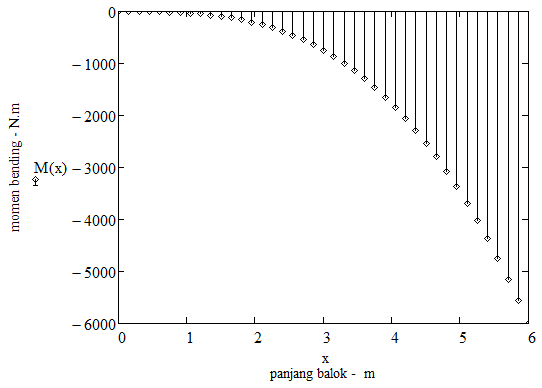 0
−1000
−2000
−3000
−4000
−5000
−6000
momen bending - N.m
M(x)
0 1 2 3 4 5 6
x
panjang balok - m